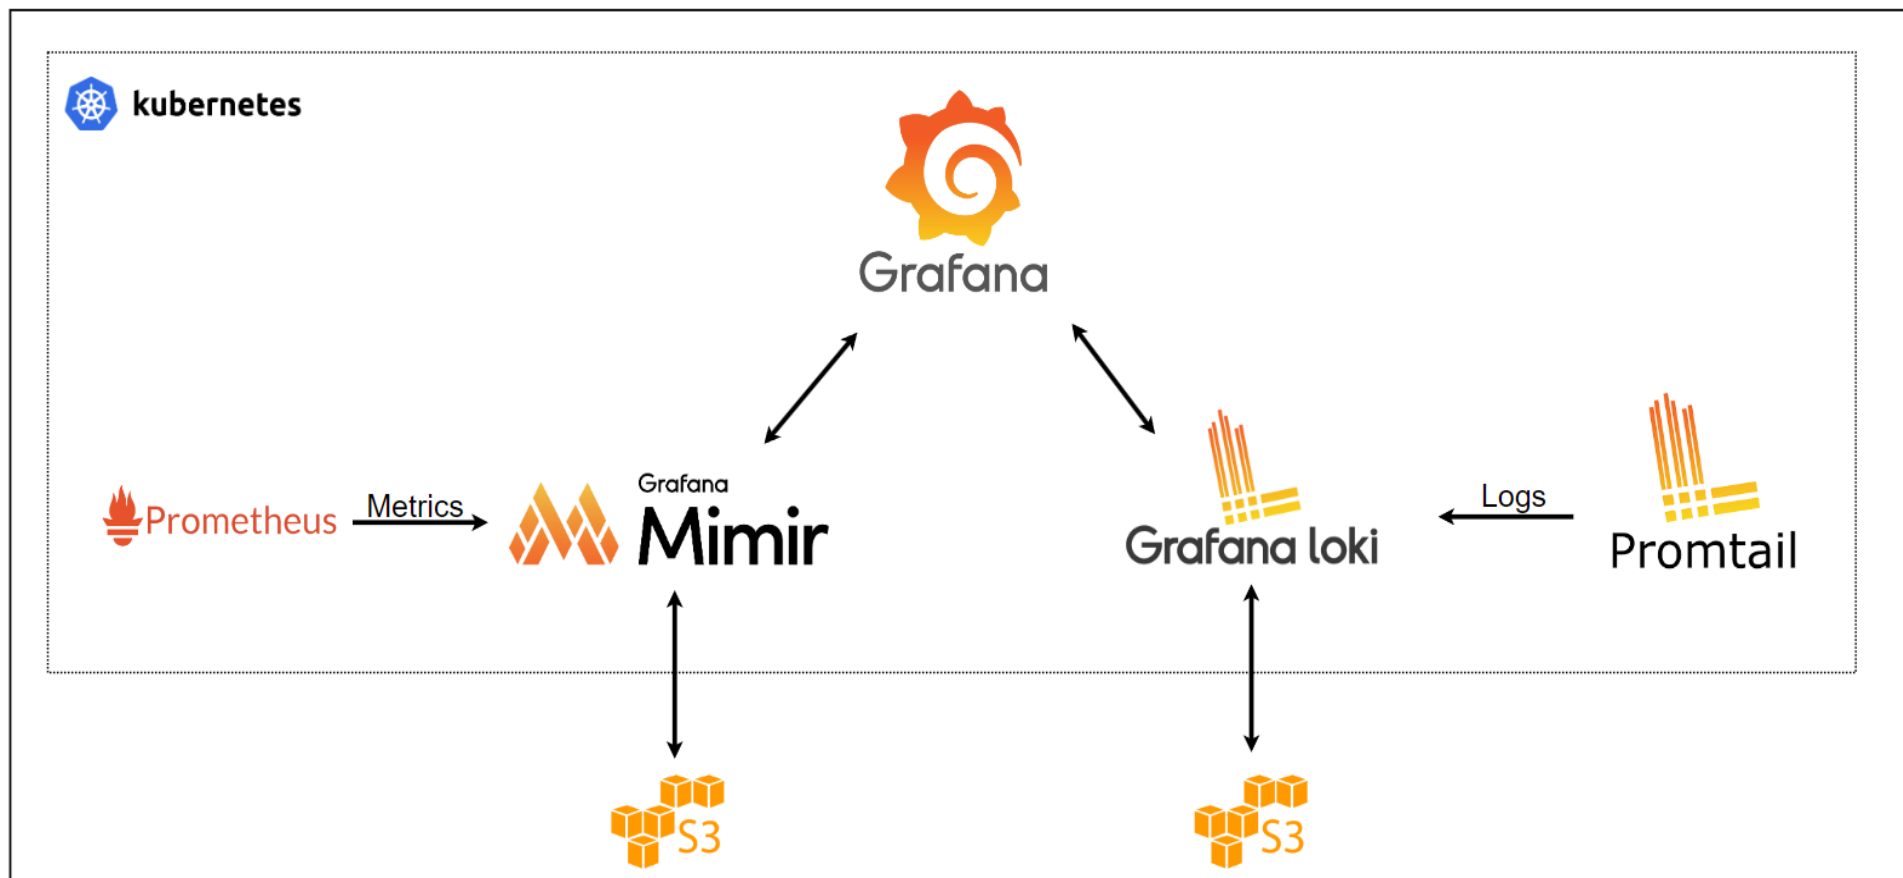 kubernetes
Grafana
Prometheus
Metrics
Grafana
Mimir
Grafana loki
Logs
Promtail
S3
S3